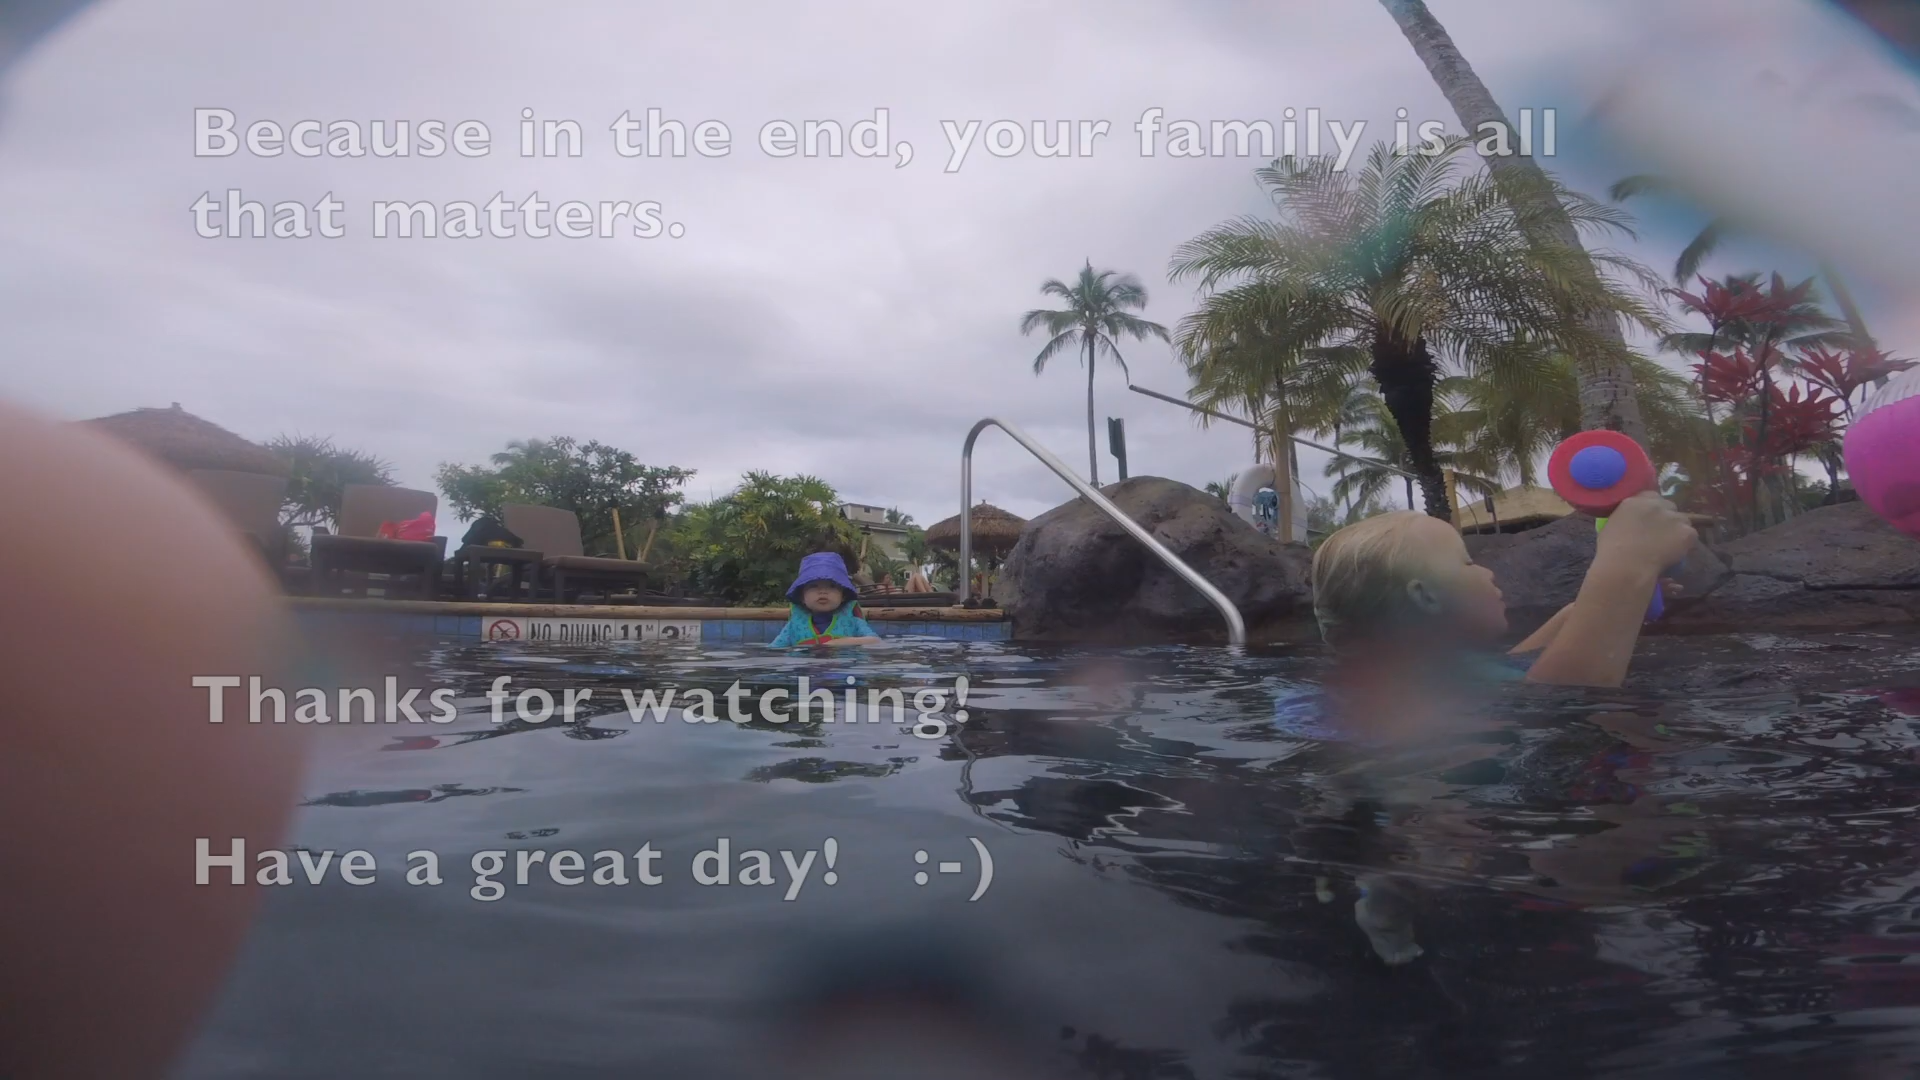 Because in the end, your family is all
that matters.
NO DIVING 11 M 3 FT
Thanks for watching!
Have a great day!   :-)